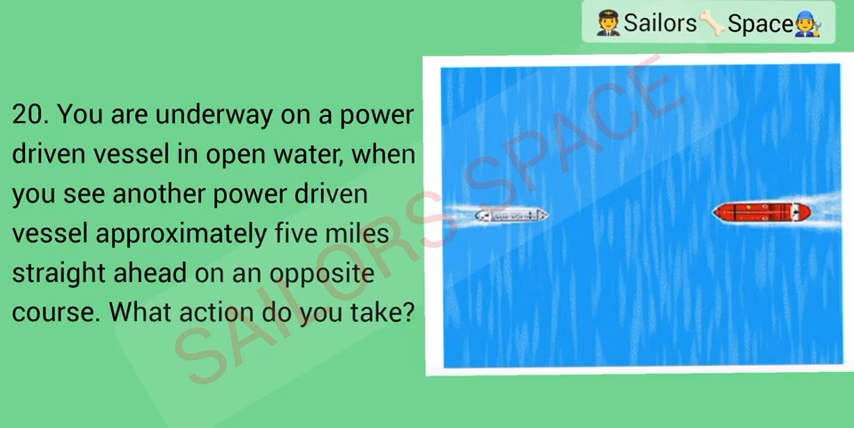 Sailors Space
20. You are underway on a power
driven vessel in open water, when
you see another power driven
vessel approximately five miles
straight ahead on an opposite
course. What action do you take?
SAILORS SPACE